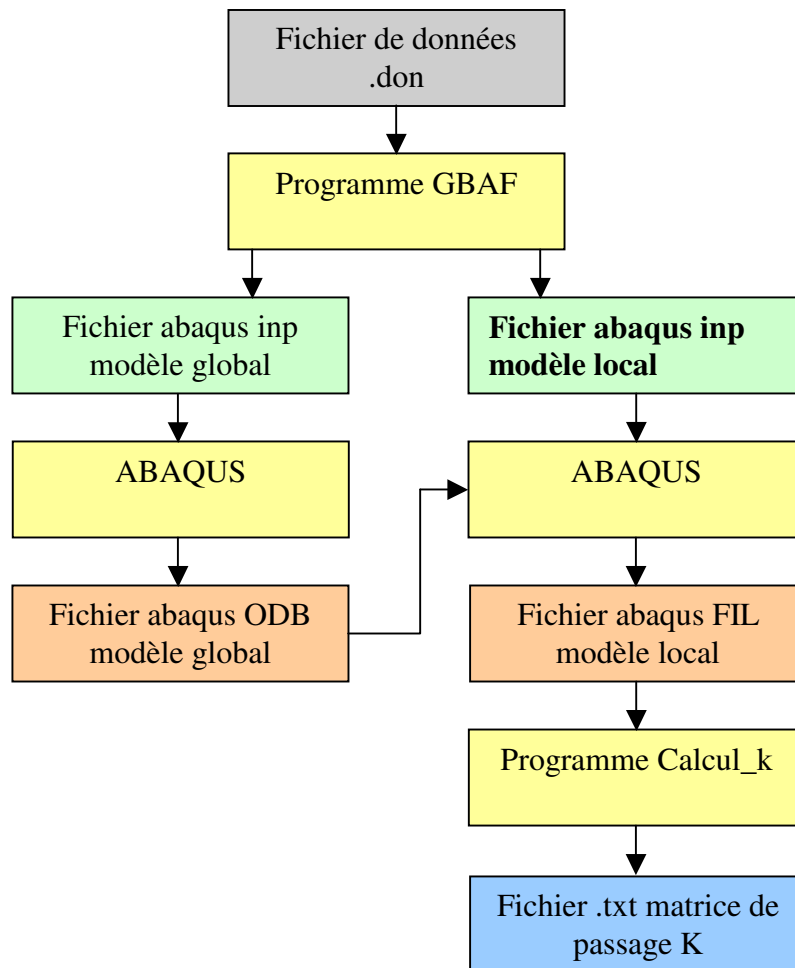 Fichier de données
.don
Programme GBAF
Fichier abaqus inp
modèle global
Fichier abaqus inp
modèle local
ABAQUS
ABAQUS
Fichier abaqus ODB
modèle global
Fichier abaqus FIL
modèle local
Programme Calcul_k
Fichier .txt matrice de
passage K